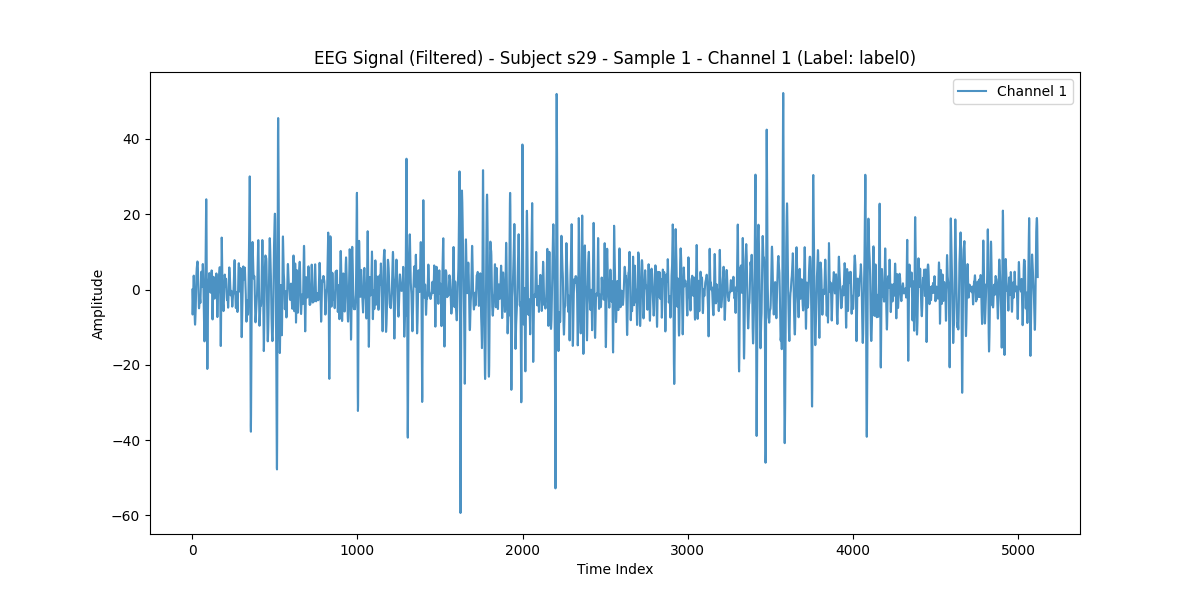 EEG Signal (Filtered) - Subject s29 - Sample 1 - Channel 1 (Label: label0)
Channel 1
40
20
0
−20
−40
−60
Amplitude
0 1000 2000 3000 4000 5000
Time Index